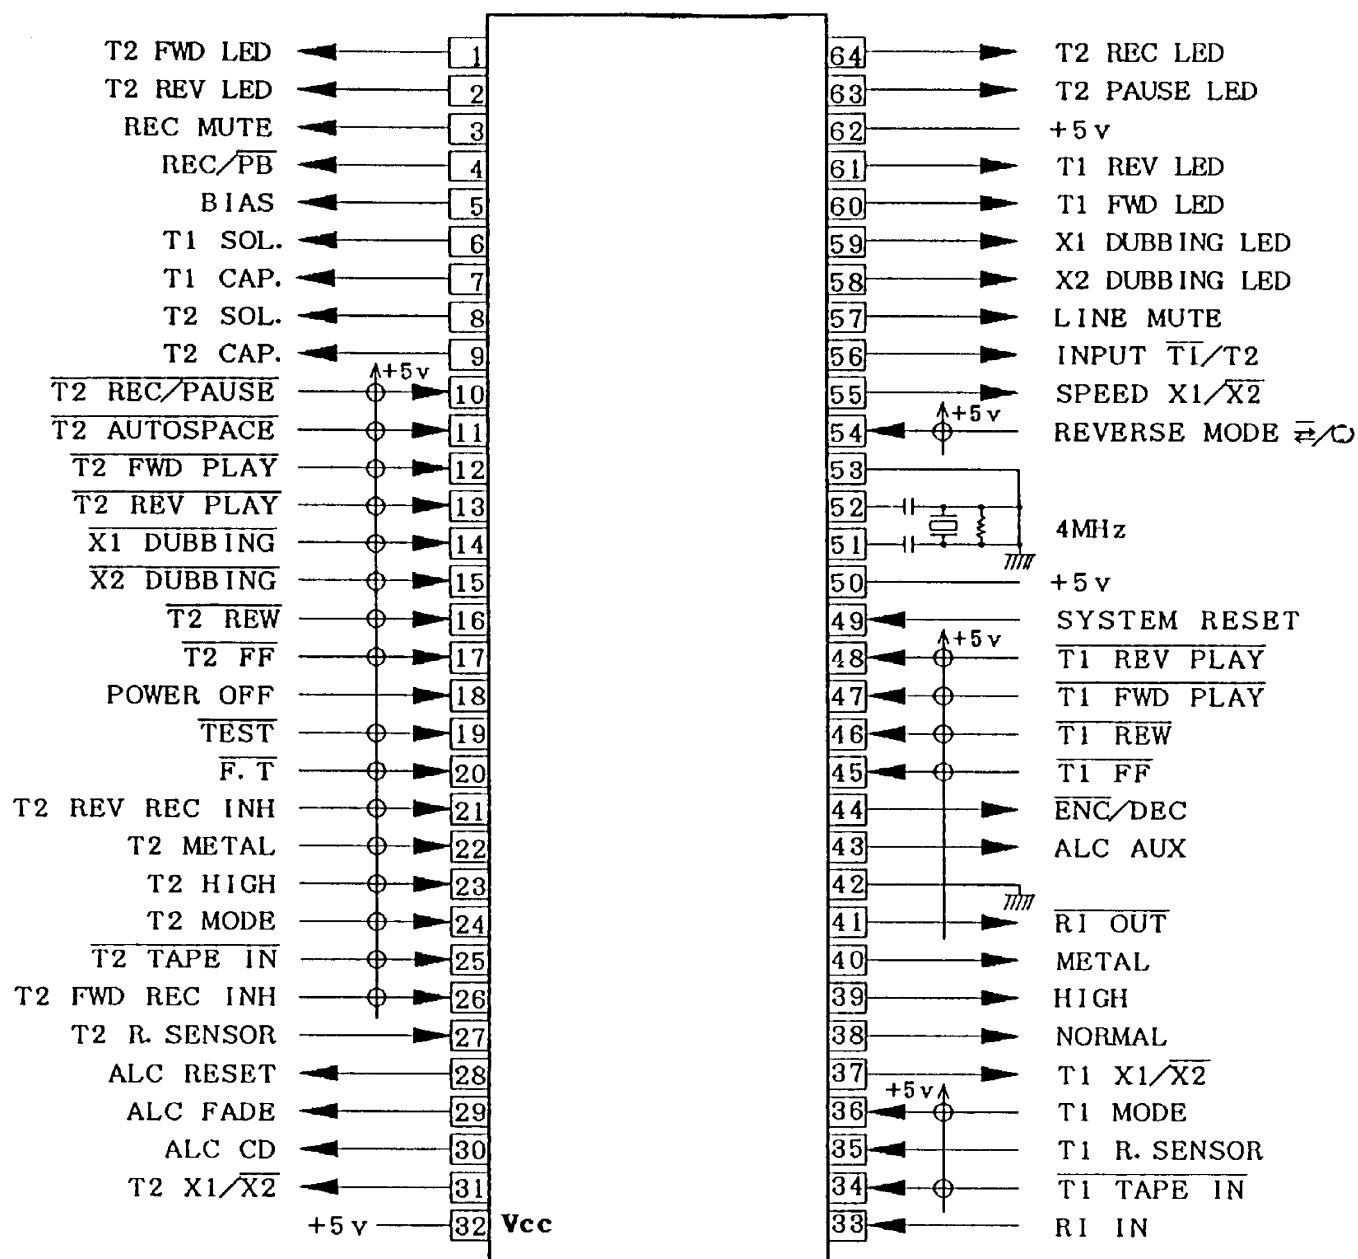 T2 FWD LED 1 64 T2 REC LED
T2 REV LED 2 63 T2 PAUSE LED
REC MUTE 3 62 +5v
REC/PB 4 61 T1 REV LED
BIAS 5 60 T1 FWD LED
T1 SOL. 6 59 X1 DUBBING LED
T1 CAP. 7 58 X2 DUBBING LED
T2 SOL. 8 57 LINE MUTE
T2 CAP. 9 56 INPUT T1/T2
+5v
T2 REC/PAUSE 10 55 SPEED X1/X2
+5v
T2 AUTOSPACE 11 54 REVERSE MODE ⇄/
T2 FWD PLAY 12 53
T2 REV PLAY 13 52
X1 DUBBING 14 51 4MHz
X2 DUBBING 15 50 +5v
T2 REW 16 49 SYSTEM RESET
+5v
T2 FF 17 48 T1 REV PLAY
POWER OFF 18 47 T1 FWD PLAY
TEST 19 46 T1 REW
F.T 20 45 T1 FF
T2 REV REC INH 21 44 ENC/DEC
T2 METAL 22 43 ALC AUX
T2 HIGH 23 42
T2 MODE 24 41 RI OUT
T2 TAPE IN 25 40 METAL
T2 FWD REC INH 26 39 HIGH
T2 R. SENSOR 27 38 NORMAL
ALC RESET 28 37 T1 X1/X2
+5v
ALC FADE 29 36 T1 MODE
ALC CD 30 35 T1 R. SENSOR
T2 X1/X2 31 34 T1 TAPE IN
+5v 32 Vcc 33 RI IN